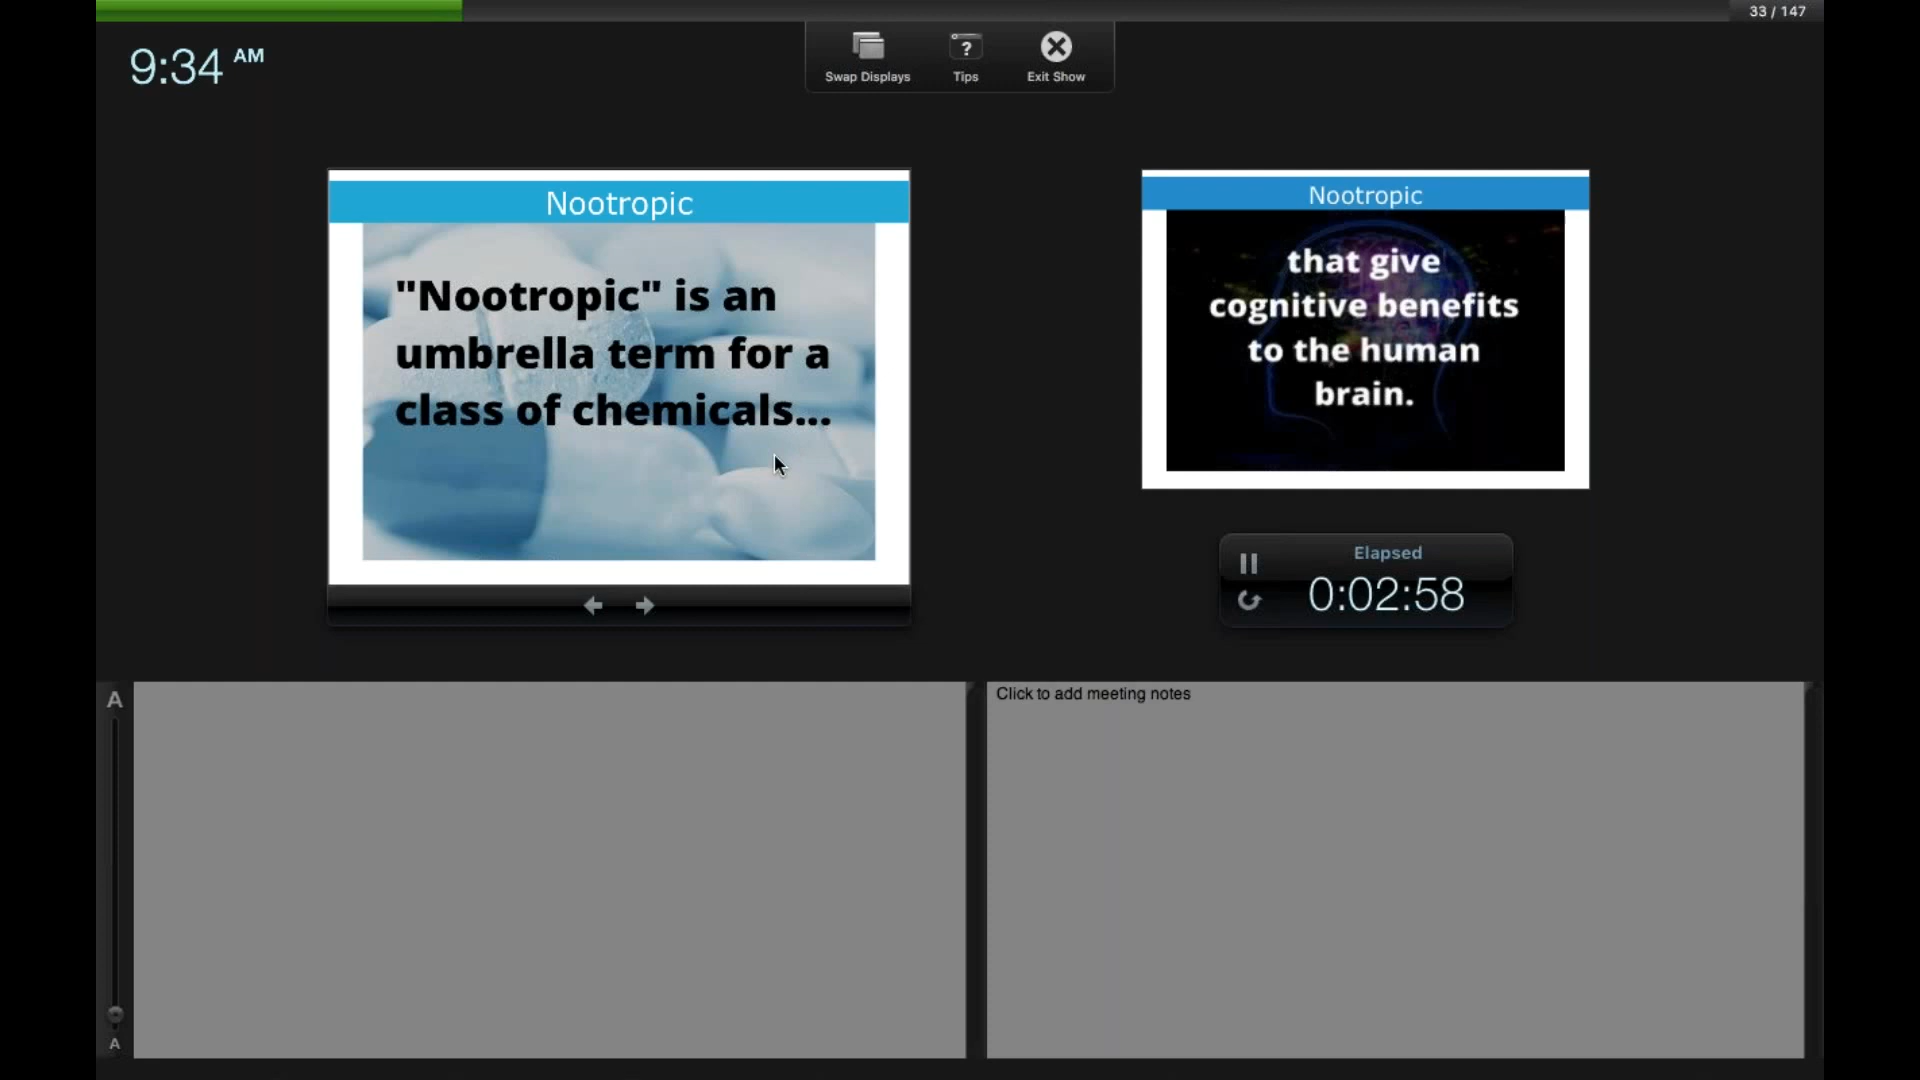 33 / 147
9:34 AM
Swap Displays
Tips
Exit Show
Nootropic
"Nootropic" is an
umbrella term for a
class of chemicals...
Nootropic
that give
cognitive benefits
to the human
brain.
Elapsed
0:02:58
A
A
Click to add meeting notes